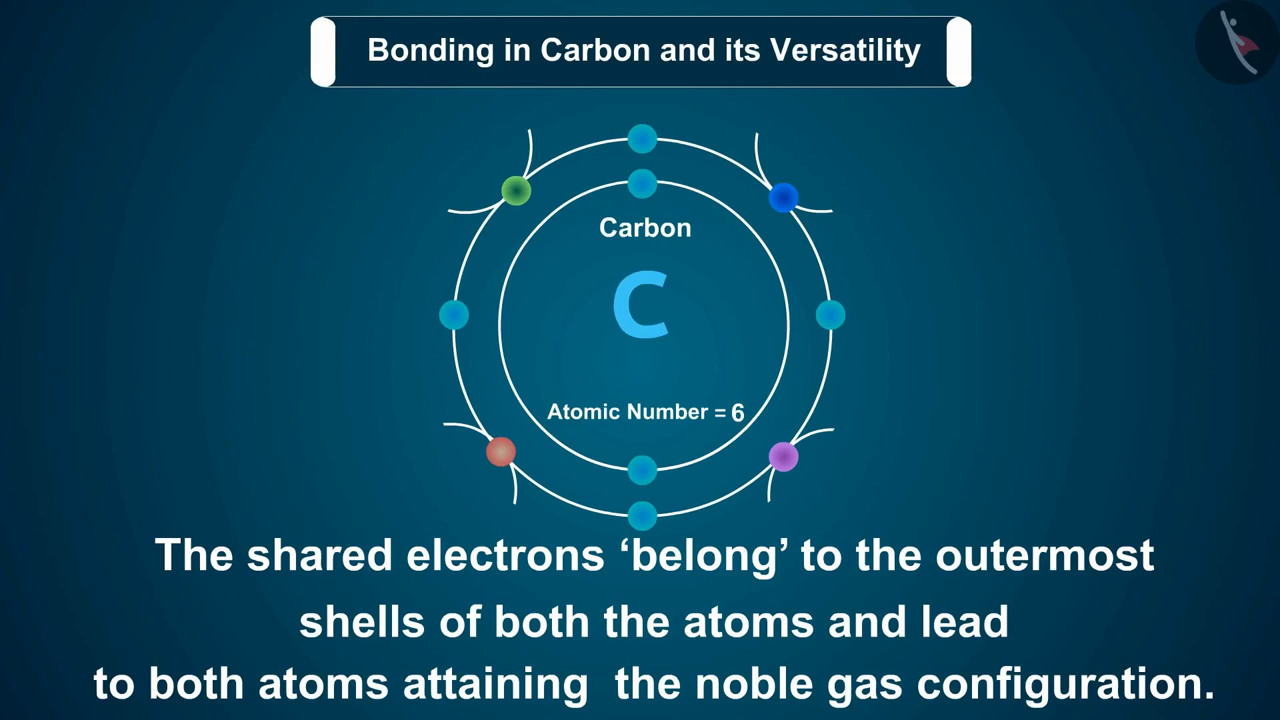 Bonding in Carbon and its Versatility
Carbon
C
Atomic Number = 6
The shared electrons ‘belong’ to the outermost
shells of both the atoms and lead
to both atoms attaining  the noble gas configuration.